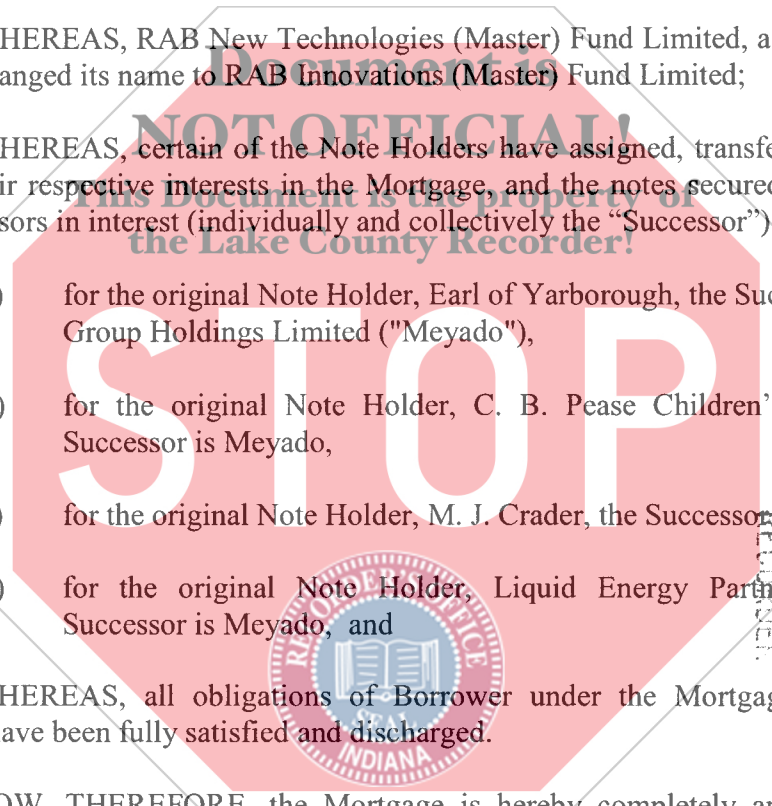 HEREAS, RAB New Technologies (Master) Fund Limited, a
anged its name to RAB Innovations (Master) Fund Limited;
Document is
NOT OFFICIAL!
This Document is the property of
the Lake County Recorder!
HEREAS, certain of the Note Holders have assigned, transfe
ir respective interests in the Mortgage, and the notes secured
sors in interest (individually and collectively the “Successor”)
) for the original Note Holder, Earl of Yarborough, the Suc
Group Holdings Limited ("Meyado"),
) for the original Note Holder, C. B. Pease Children’
Successor is Meyado,
) for the original Note Holder, M. J. Crader, the Successor
) for the original Note Holder, Liquid Energy Partn
Successor is Meyado, and
STOP
RECORDER'S OFFICE
SEAL
INDIANA
HEREAS, all obligations of Borrower under the Mortgag
ave been fully satisfied and discharged.
OW, THEREFORE, the Mortgage is hereby completely a